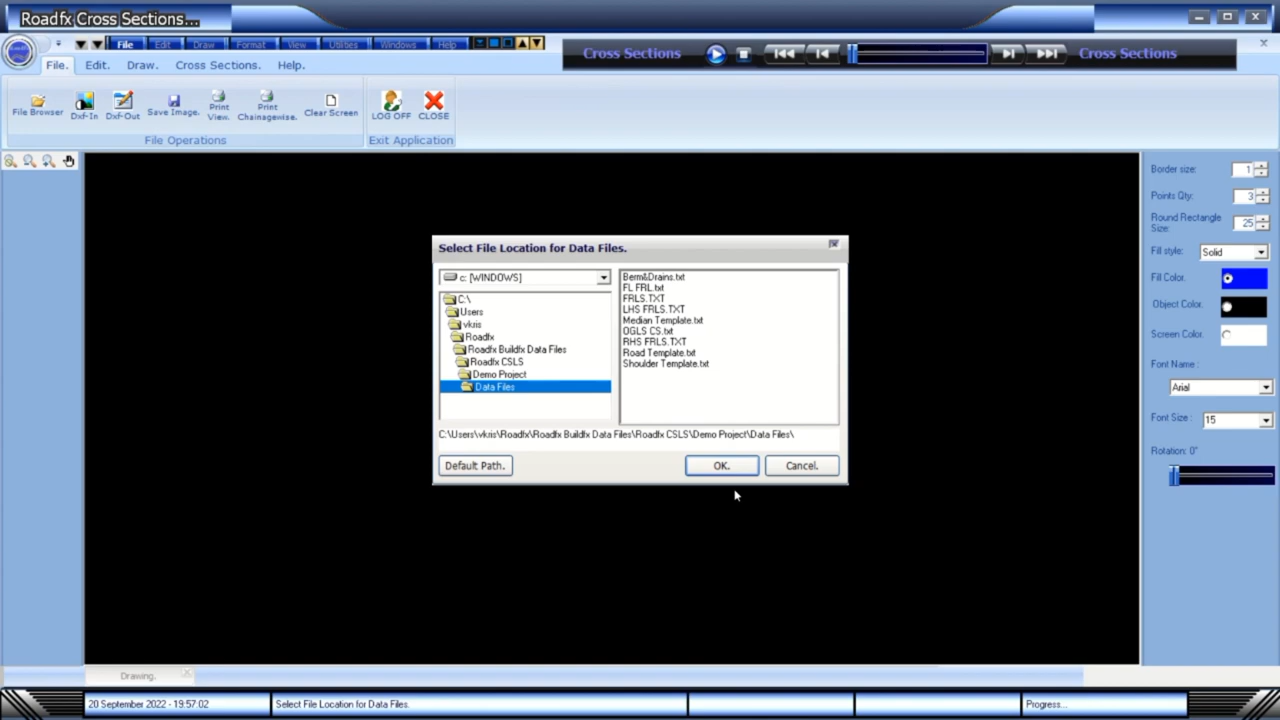 Roadfx Cross Sections...
File Edit Draw Format View Utilities Windows Help
Cross Sections
Cross Sections
File. Edit. Draw. Cross Sections. Help.
File Browser
Dxf-In
Dxf-Out
Save Image.
Print View.
Print Chainagewise.
Clear Screen
LOG OFF
CLOSE
File Operations
Exit Application
Border size: 1
Points Qty: 3
Round Rectangle
Size: 25
Fill style: Solid
Fill Color.
Object Color.
Screen Color.
Font Name :
Arial
Font Size : 15
Rotation: 0°
Select File Location for Data Files.
c: [WINDOWS]
C:\
Users
vkris
Roadfx
Roadfx Buildfx Data Files
Roadfx CSLS
Demo Project
Data Files
Berm&Drains.txt
FL FRL.txt
FRLS.TXT
LHS FRLS.TXT
Median Template.txt
OGLS CS.txt
RHS FRLS.TXT
Road Template.txt
Shoulder Template.txt
C:\Users\vkris\Roadfx\Roadfx Buildfx Data Files\Roadfx CSLS\Demo Project\Data Files\
Default Path.
OK.
Cancel.
Drawing.
20 September 2022 - 19:57:02
Select File Location for Data Files.
Progress...